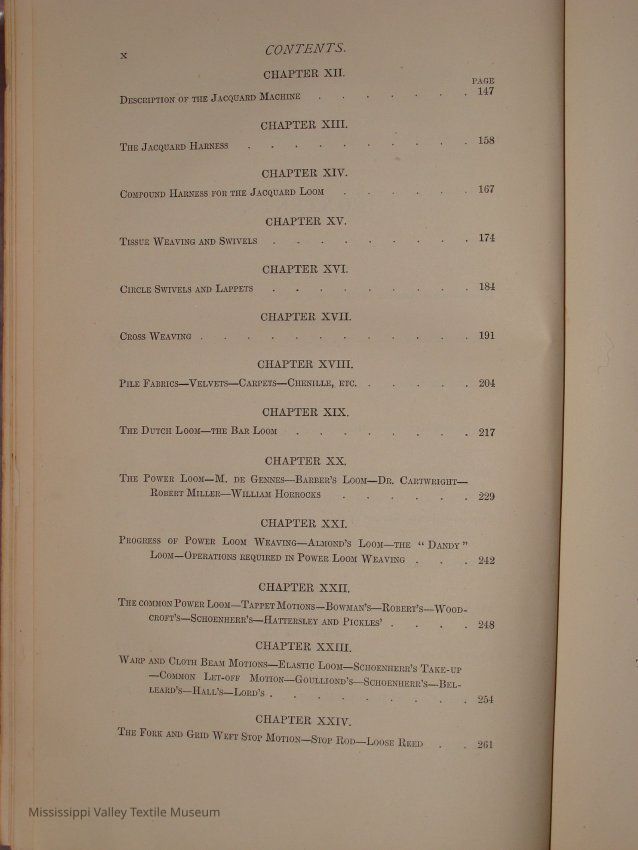 x
CONTENTS.
CHAPTER XII.
PAGE
Description of the Jacquard Machine . . . . . . . 147
CHAPTER XIII.
The Jacquard Harness . . . . . . . . . . 158
CHAPTER XIV.
Compound Harness for the Jacquard Loom . . . . . . 167
CHAPTER XV.
Tissue Weaving and Swivels . . . . . . . . . 174
CHAPTER XVI.
Circle Swivels and Lappets . . . . . . . . . 184
CHAPTER XVII.
Cross Weaving . . . . . . . . . . . . 191
CHAPTER XVIII.
Pile Fabrics—Velvets—Carpets—Chenille, etc. . . . . . 204
CHAPTER XIX.
The Dutch Loom—the Bar Loom . . . . . . . . 217
CHAPTER XX.
The Power Loom—M. de Gennes—Barber's Loom—Dr. Cartwright—
Robert Miller—William Horrocks . . . . . . 229
CHAPTER XXI.
Progress of Power Loom Weaving—Almond's Loom—the "Dandy"
Loom—Operations required in Power Loom Weaving . . . 242
CHAPTER XXII.
The common Power Loom—Tappet Motions—Bowman's—Robert's—Wood-
croft's—Schoenherr's—Hattersley and Pickles' . . . . 248
CHAPTER XXIII.
Warp and Cloth Beam Motions—Elastic Loom—Schoenherr's Take-up
—Common Let-off Motion—Goulliond's—Schoenherr's—Bel-
leard's—Hall's—Lord's . . . . . . . . . 254
CHAPTER XXIV.
The Fork and Grid Weft Stop Motion—Stop Rod—Loose Reed . . 261
Mississippi Valley Textile Museum